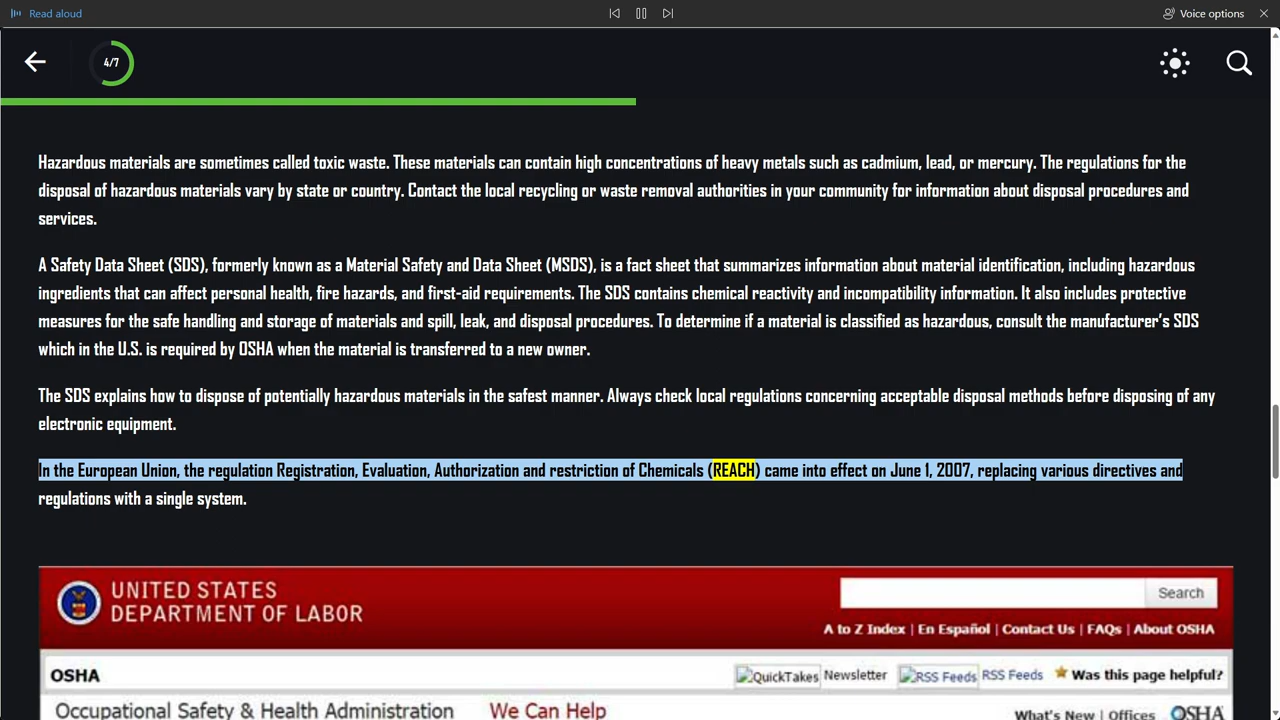 Read aloud
Voice options
4/7
Hazardous materials are sometimes called toxic waste. These materials can contain high concentrations of heavy metals such as cadmium, lead, or mercury. The regulations for the
disposal of hazardous materials vary by state or country. Contact the local recycling or waste removal authorities in your community for information about disposal procedures and
services.
A Safety Data Sheet (SDS), formerly known as a Material Safety and Data Sheet (MSDS), is a fact sheet that summarizes information about material identification, including hazardous
ingredients that can affect personal health, fire hazards, and first-aid requirements. The SDS contains chemical reactivity and incompatibility information. It also includes protective
measures for the safe handling and storage of materials and spill, leak, and disposal procedures. To determine if a material is classified as hazardous, consult the manufacturer's SDS
which in the U.S. is required by OSHA when the material is transferred to a new owner.
The SDS explains how to dispose of potentially hazardous materials in the safest manner. Always check local regulations concerning acceptable disposal methods before disposing of any
electronic equipment.
In the European Union, the regulation Registration, Evaluation, Authorization and restriction of Chemicals (REACH) came into effect on June 1, 2007, replacing various directives and
regulations with a single system.
UNITED STATES
DEPARTMENT OF LABOR
Search
A to Z Index | En Español | Contact Us | FAQs | About OSHA
OSHA
QuickTakes Newsletter RSS Feeds RSS Feeds Was this page helpful?
Occupational Safety & Health Administration We Can Help
What's New | Offices OSHA